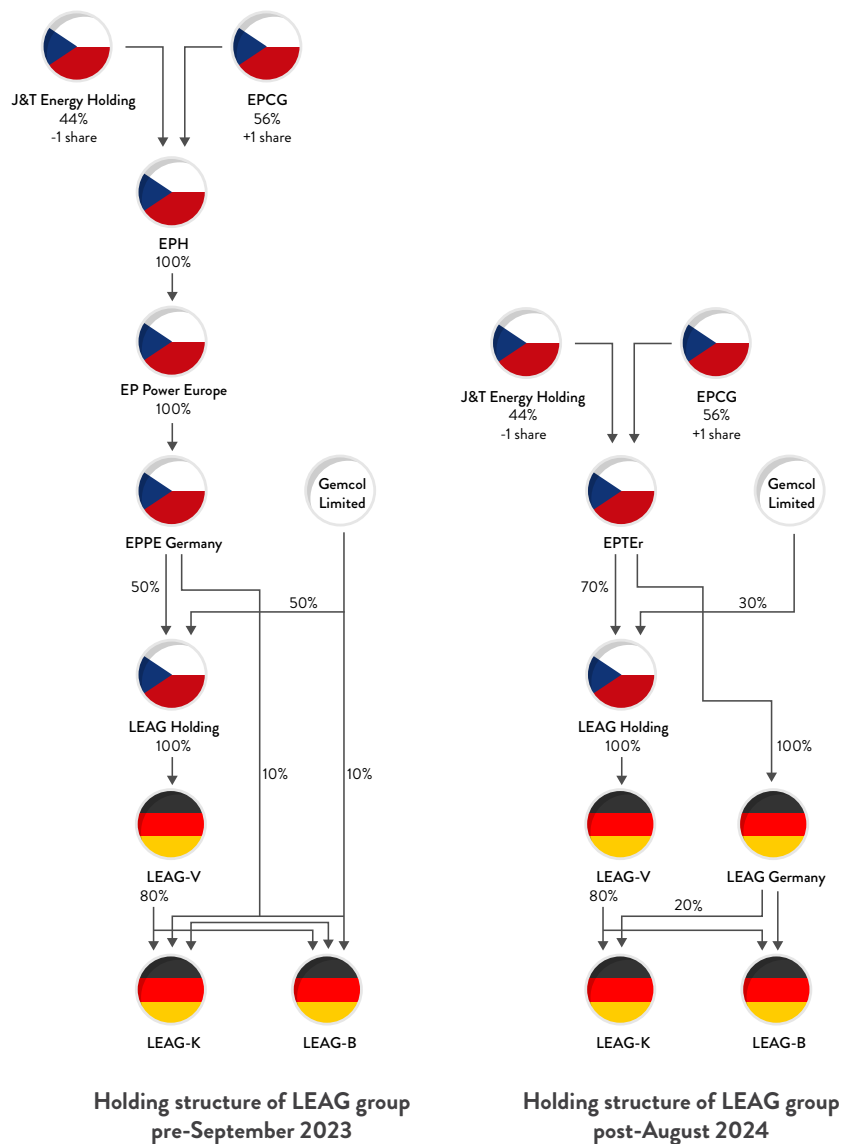 J&T Energy Holding
44%
-1 share
EPCG
56%
+1 share
EPH
100%
EP Power Europe
100%
EPPE Germany
Gemcol
Limited
50%
50%
LEAG Holding
100%
10%
10%
LEAG-V
80%
LEAG-K
LEAG-B
Holding structure of LEAG group
pre-September 2023
J&T Energy Holding
44%
-1 share
EPCG
56%
+1 share
EPTEr
Gemcol
Limited
70%
30%
LEAG Holding
100%
100%
LEAG-V
LEAG Germany
80%
20%
LEAG-K
LEAG-B
Holding structure of LEAG group
post-August 2024